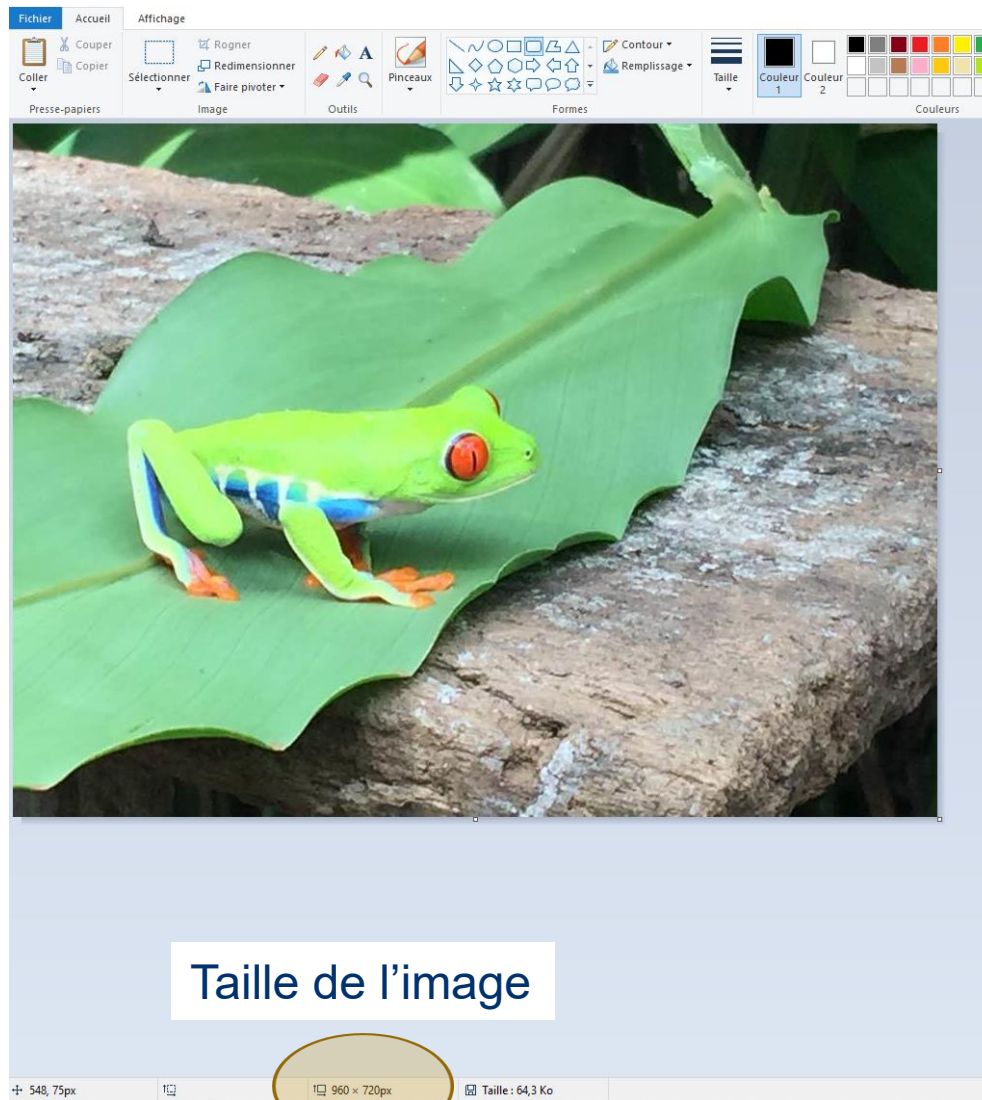 Fichier Accueil Affichage
Couper Rogner Contour
Copier Redimensionner A Remplissage
Coller Sélectionner Faire pivoter Pinceaux Taille Couleur 1 Couleur 2
Presse-papiers Image Outils Formes Couleurs
Taille de l’image
548, 75px 960 × 720px Taille : 64,3 Ko